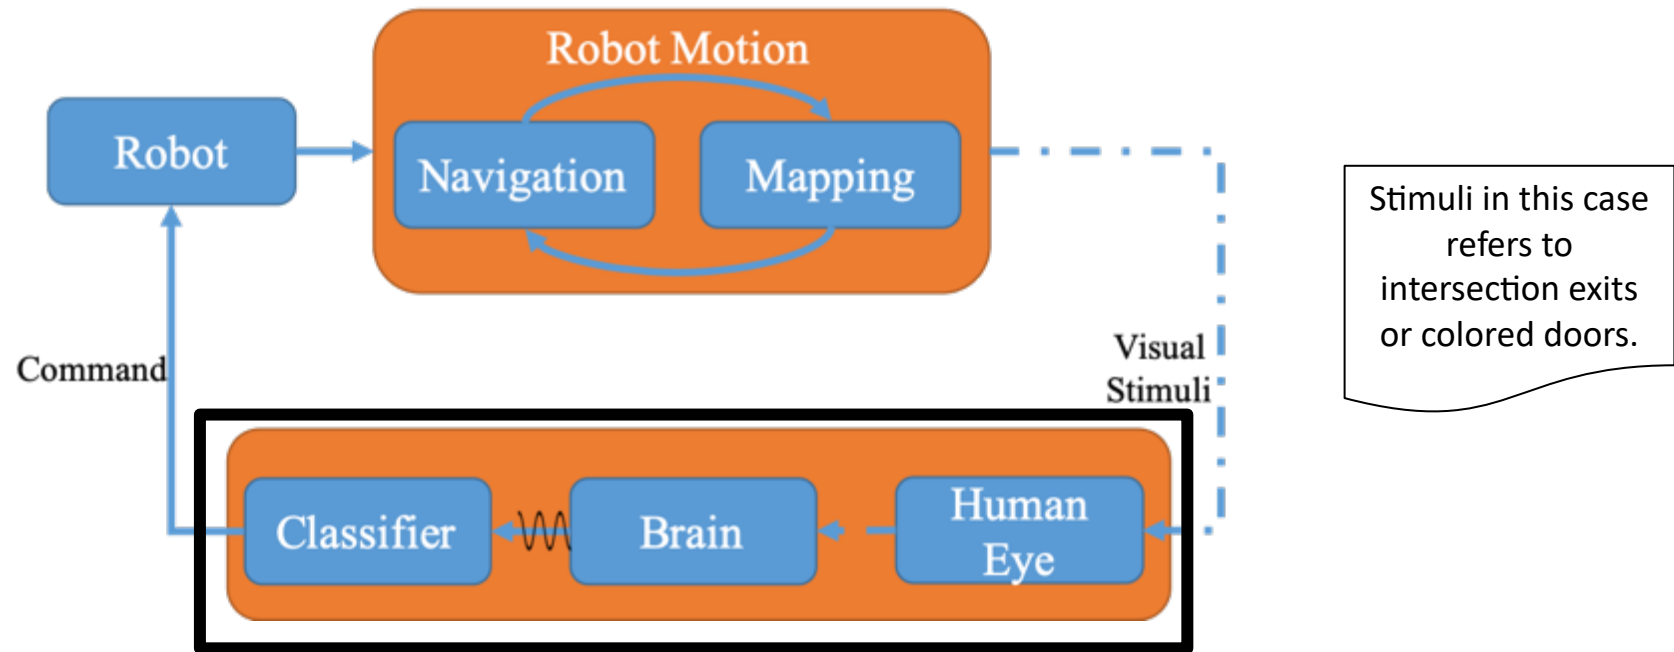 Robot Motion
Robot
Navigation
Mapping
Stimuli in this case
refers to
intersection exits
or colored doors.
Command
Visual
Stimuli
Classifier
Brain
Human
Eye